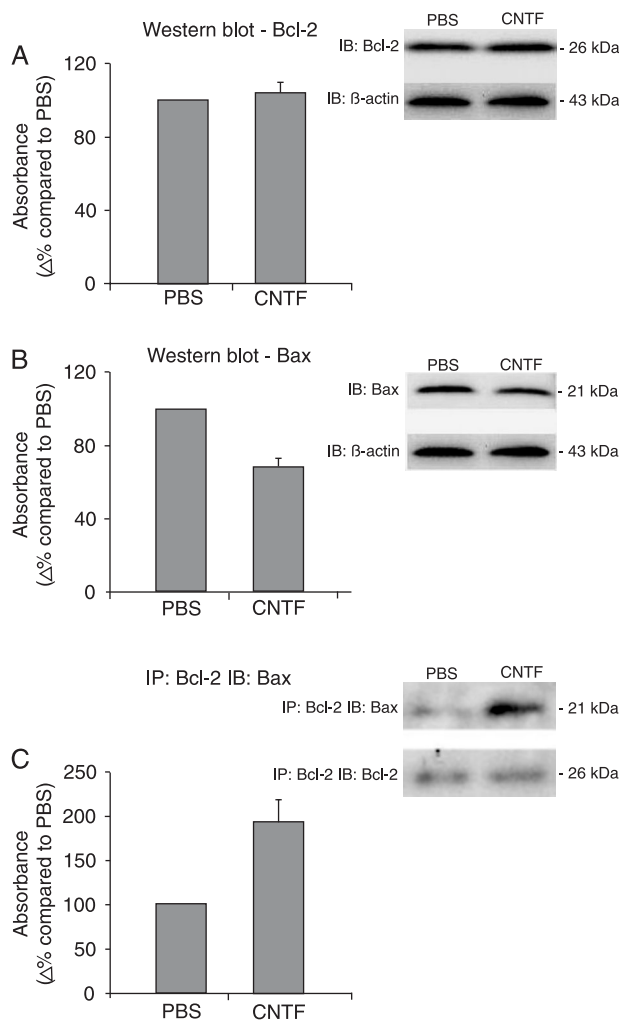 A
Western blot - Bcl-2
PBS CNTF
IB: Bcl-2 - 26 kDa
IB: ß-actin - 43 kDa
Absorbance
(△% compared to PBS)
120
80
40
0
PBS CNTF
B
Western blot - Bax
PBS CNTF
IB: Bax - 21 kDa
IB: ß-actin - 43 kDa
Absorbance
(△% compared to PBS)
120
80
40
0
PBS CNTF
IP: Bcl-2 IB: Bax
PBS CNTF
IP: Bcl-2 IB: Bax - 21 kDa
IP: Bcl-2 IB: Bcl-2 - 26 kDa
C
Absorbance
(△% compared to PBS)
250
200
150
100
50
0
PBS CNTF